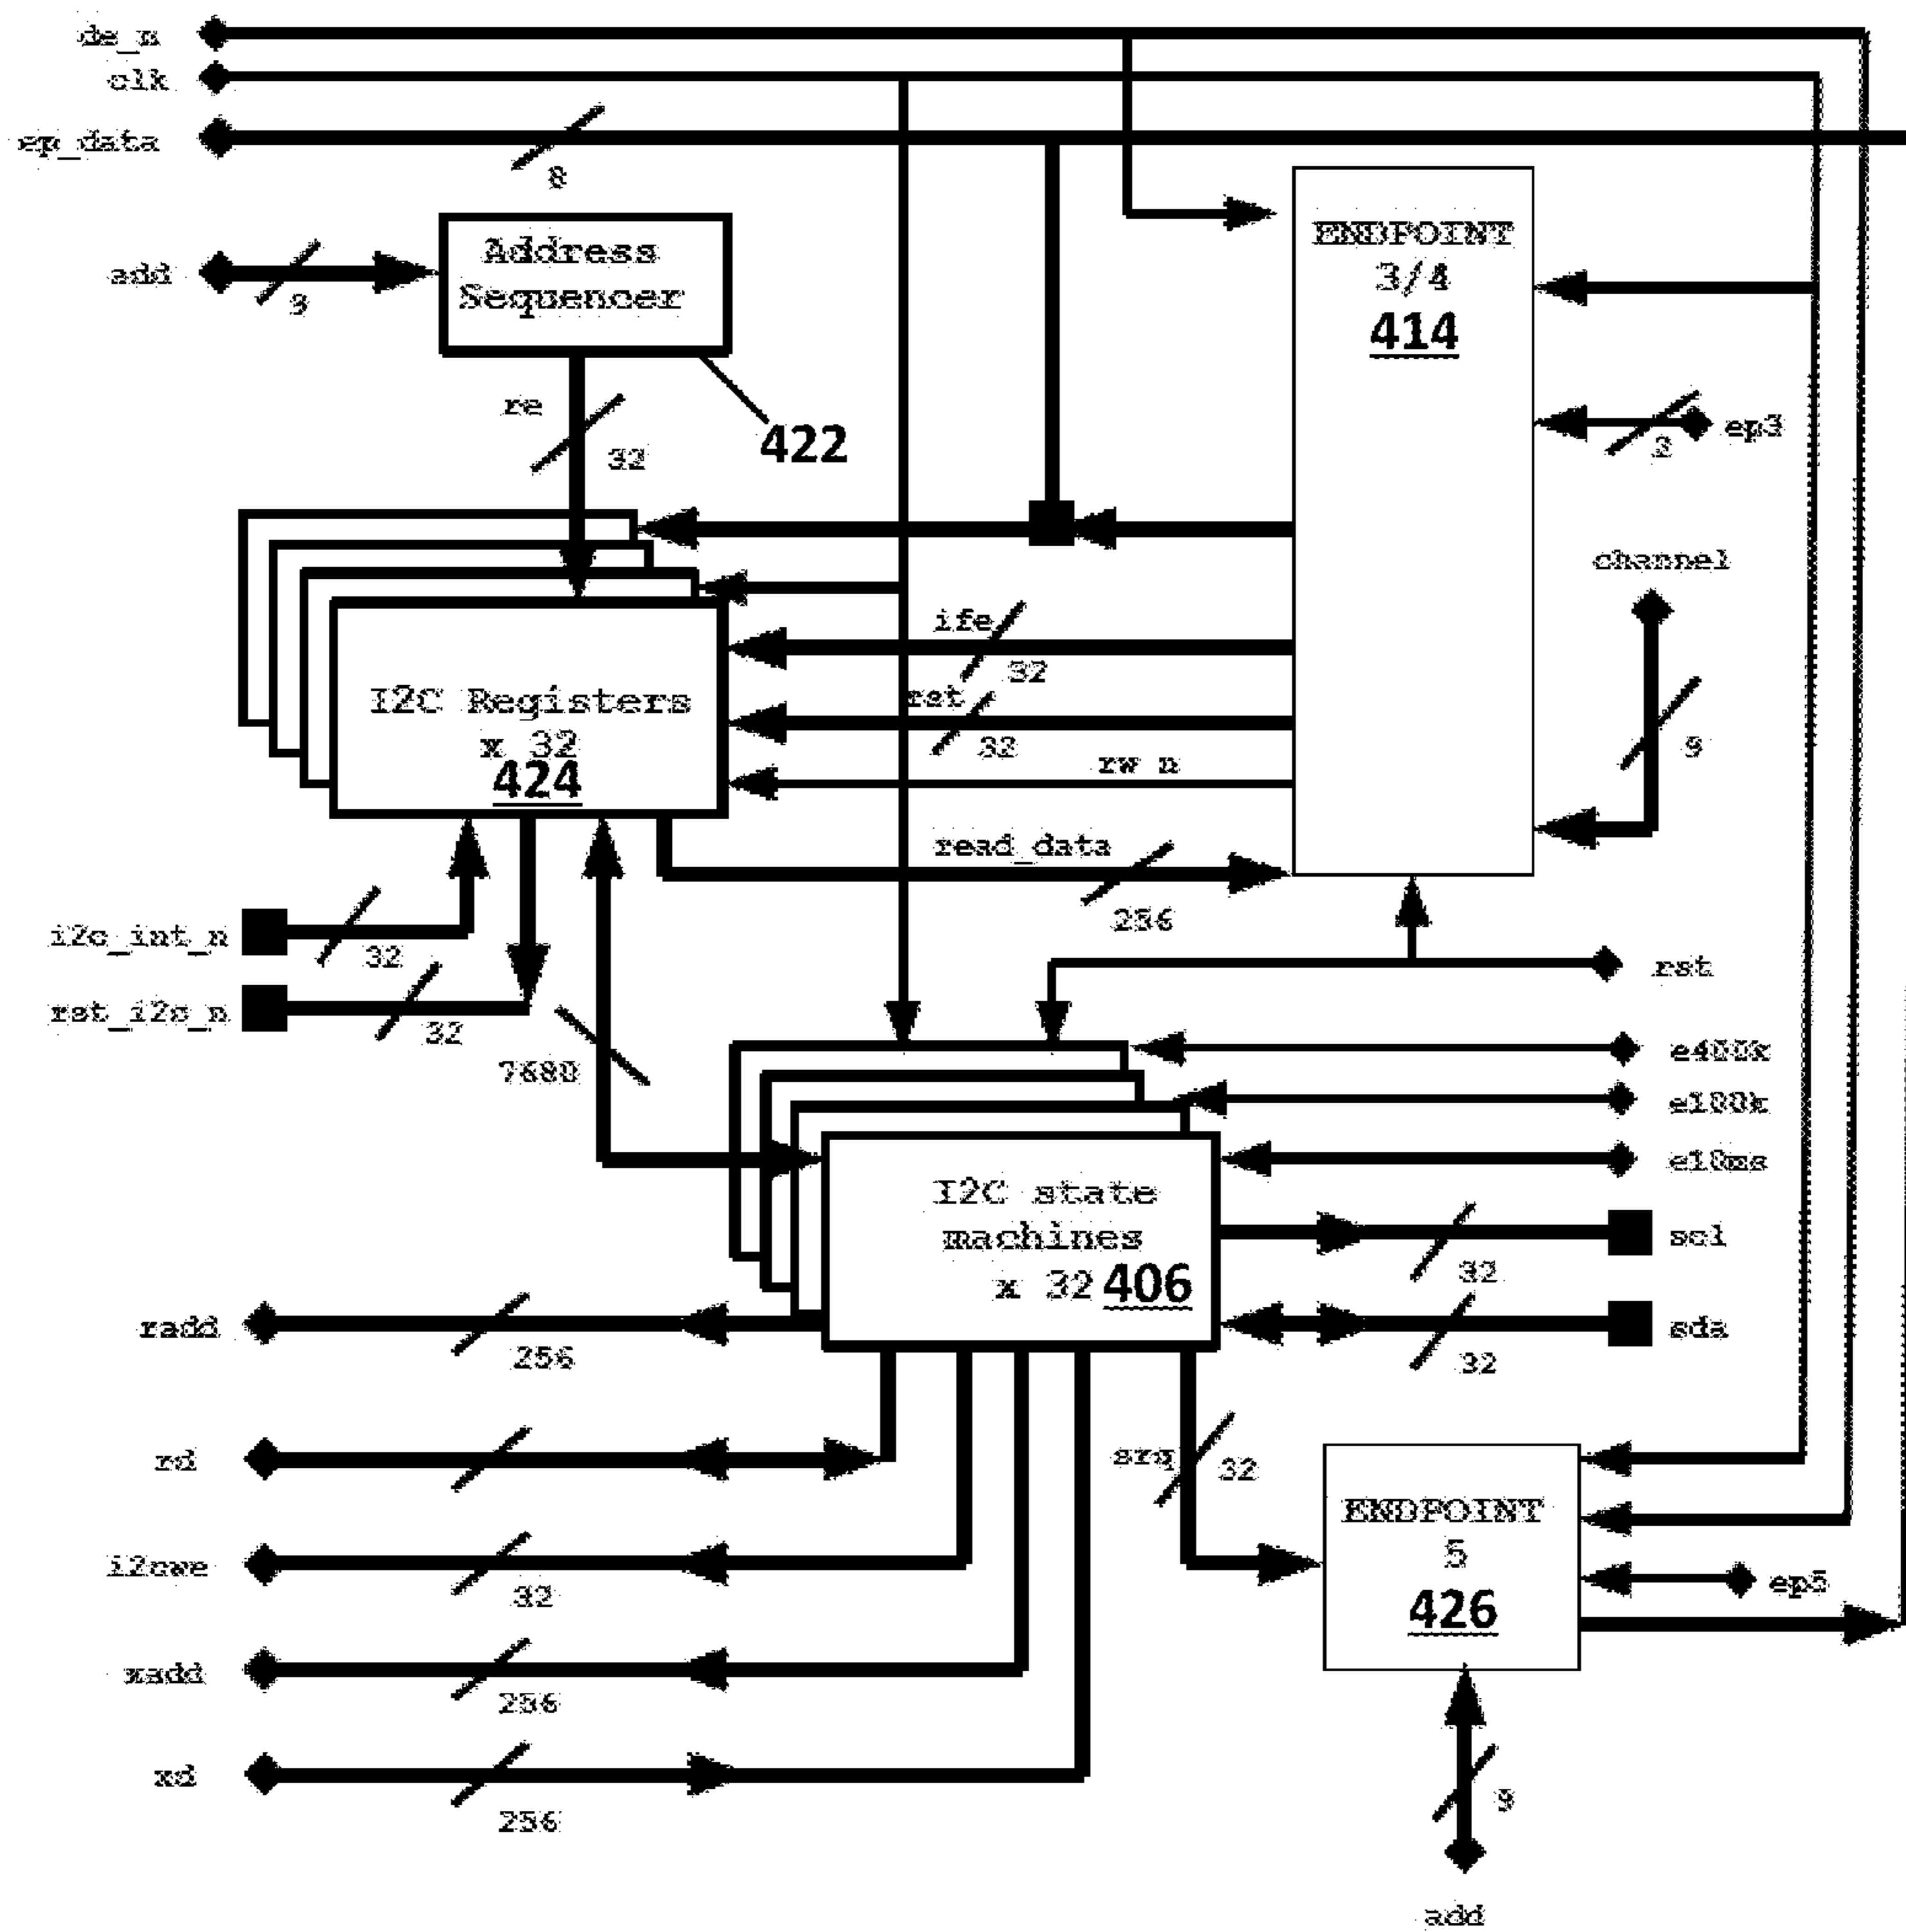 de_n
clk
ep_data
8
add
9
Address
Sequencer
422
re
32
ENDPOINT
3/4
414
2
ep3
channel
9
ife
32
rst
32
rw_n
I2C Registers
x 32
424
read_data
256
i2c_int_n
32
rst_i2c_n
32
7680
rst
e400k
e100k
e10ms
I2C state
machines
x 32 406
scl
32
sda
32
radd
256
rd
srq
32
i2cwe
32
xadd
256
xd
256
ENDPOINT
5
426
ep5
9
add